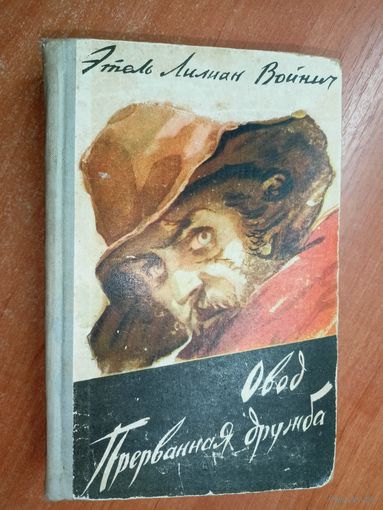 Этель Лилиан Войнич
Овод
Прерванная дружба